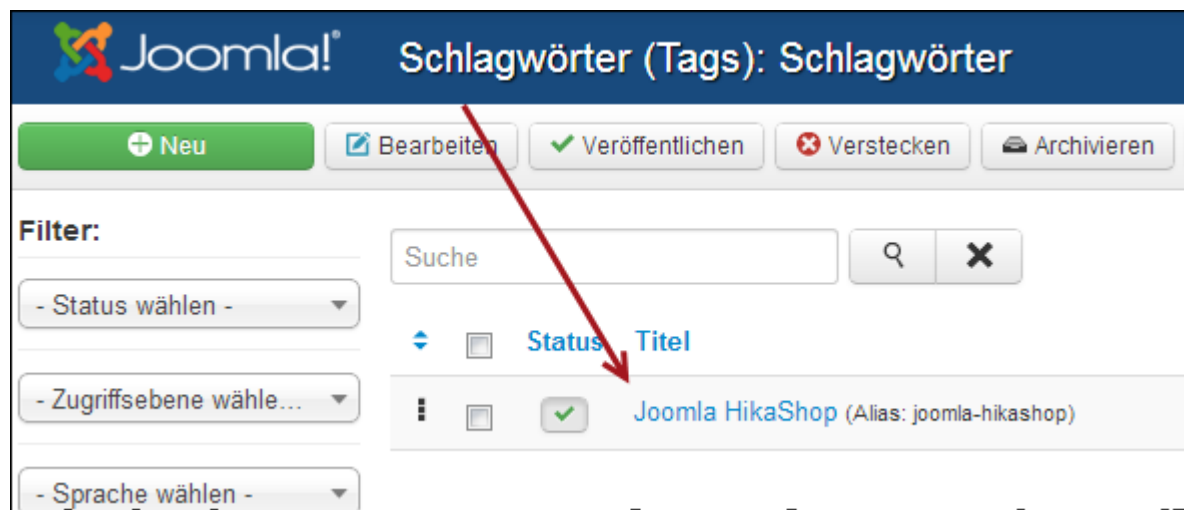 Joomla!® Schlagwörter (Tags): Schlagwörter
Neu Bearbeiten Veröffentlichen Verstecken Archivieren
Filter:
Suche
- Status wählen -
Status Titel
- Zugriffsebene wähle...
Joomla HikaShop (Alias: joomla-hikashop)
- Sprache wählen -